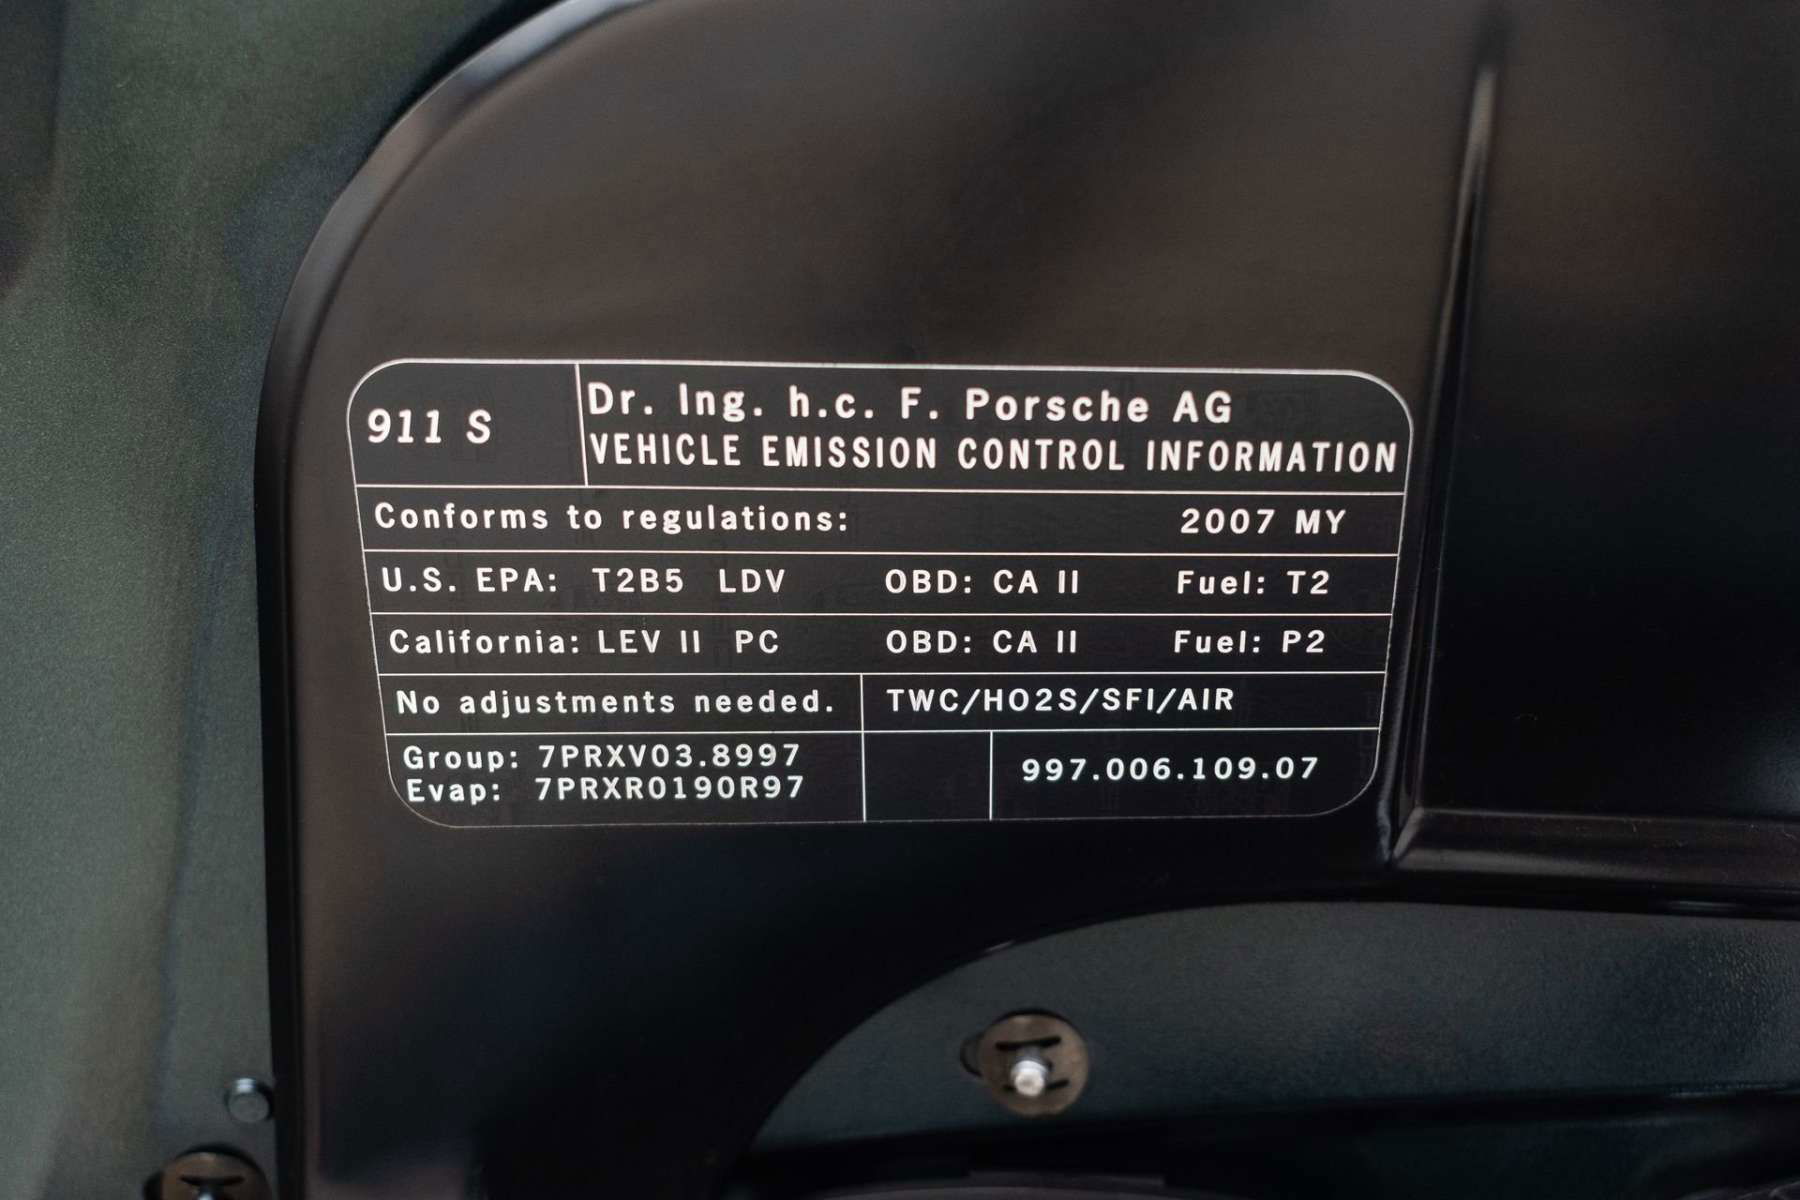 911 S
Dr. Ing. h.c. F. Porsche AG
VEHICLE EMISSION CONTROL INFORMATION
Conforms to regulations: 2007 MY
U.S. EPA: T2B5 LDV OBD: CA II Fuel: T2
California: LEV II PC OBD: CA II Fuel: P2
No adjustments needed. TWC/HO2S/SFI/AIR
Group: 7PRXV03.8997
Evap: 7PRXR0190R97
997.006.109.07